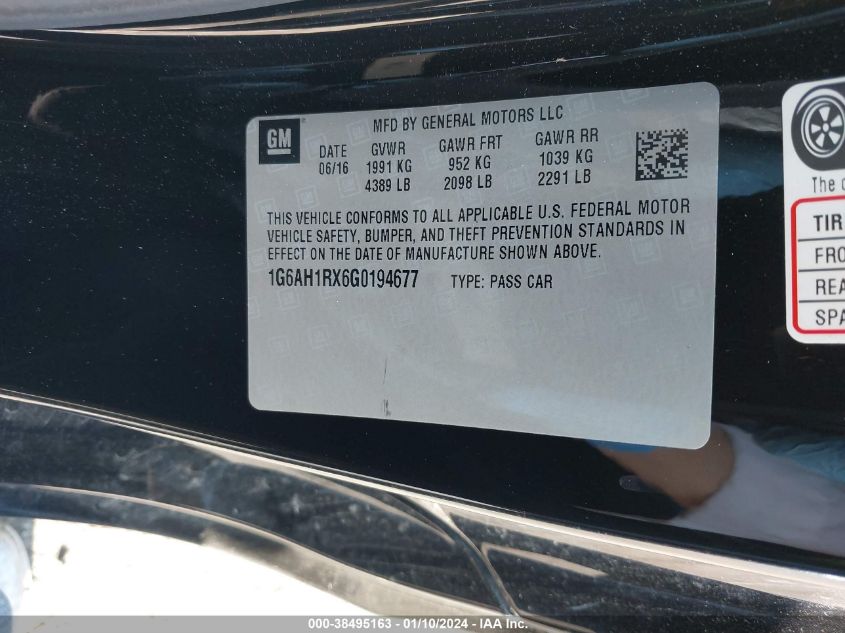 GM
MFD BY GENERAL MOTORS LLC
DATE GVWR GAWR FRT GAWR RR
06/16 1991 KG 952 KG 1039 KG
4389 LB 2098 LB 2291 LB
THIS VEHICLE CONFORMS TO ALL APPLICABLE U.S. FEDERAL MOTOR
VEHICLE SAFETY, BUMPER, AND THEFT PREVENTION STANDARDS IN
EFFECT ON THE DATE OF MANUFACTURE SHOWN ABOVE.
1G6AH1RX6G0194677 TYPE: PASS CAR
The
TIR
FRO
REA
SPA
000-38495163 - 01/10/2024 - IAA Inc.